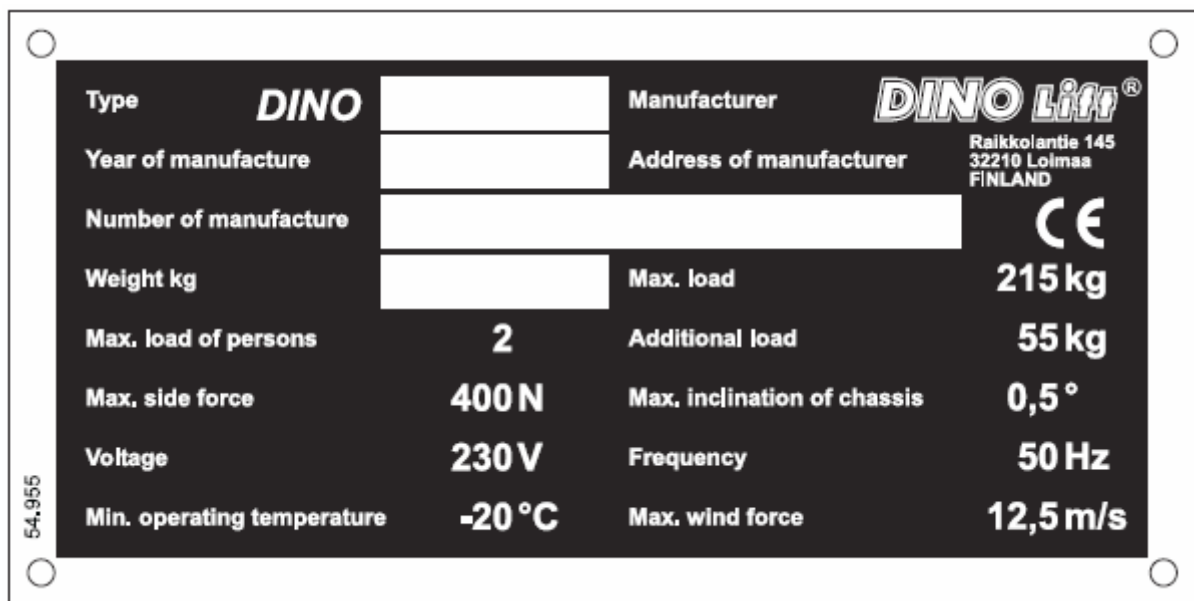 Type DINO Manufacturer DINO Lift®
Year of manufacture Address of manufacturer Raikkolantie 145
32210 Loimaa
FINLAND
Number of manufacture CE
Weight kg Max. load 215 kg
Max. load of persons 2 Additional load 55 kg
Max. side force 400 N Max. inclination of chassis 0,5°
Voltage 230 V Frequency 50 Hz
Min. operating temperature -20 °C Max. wind force 12,5 m/s
54.955